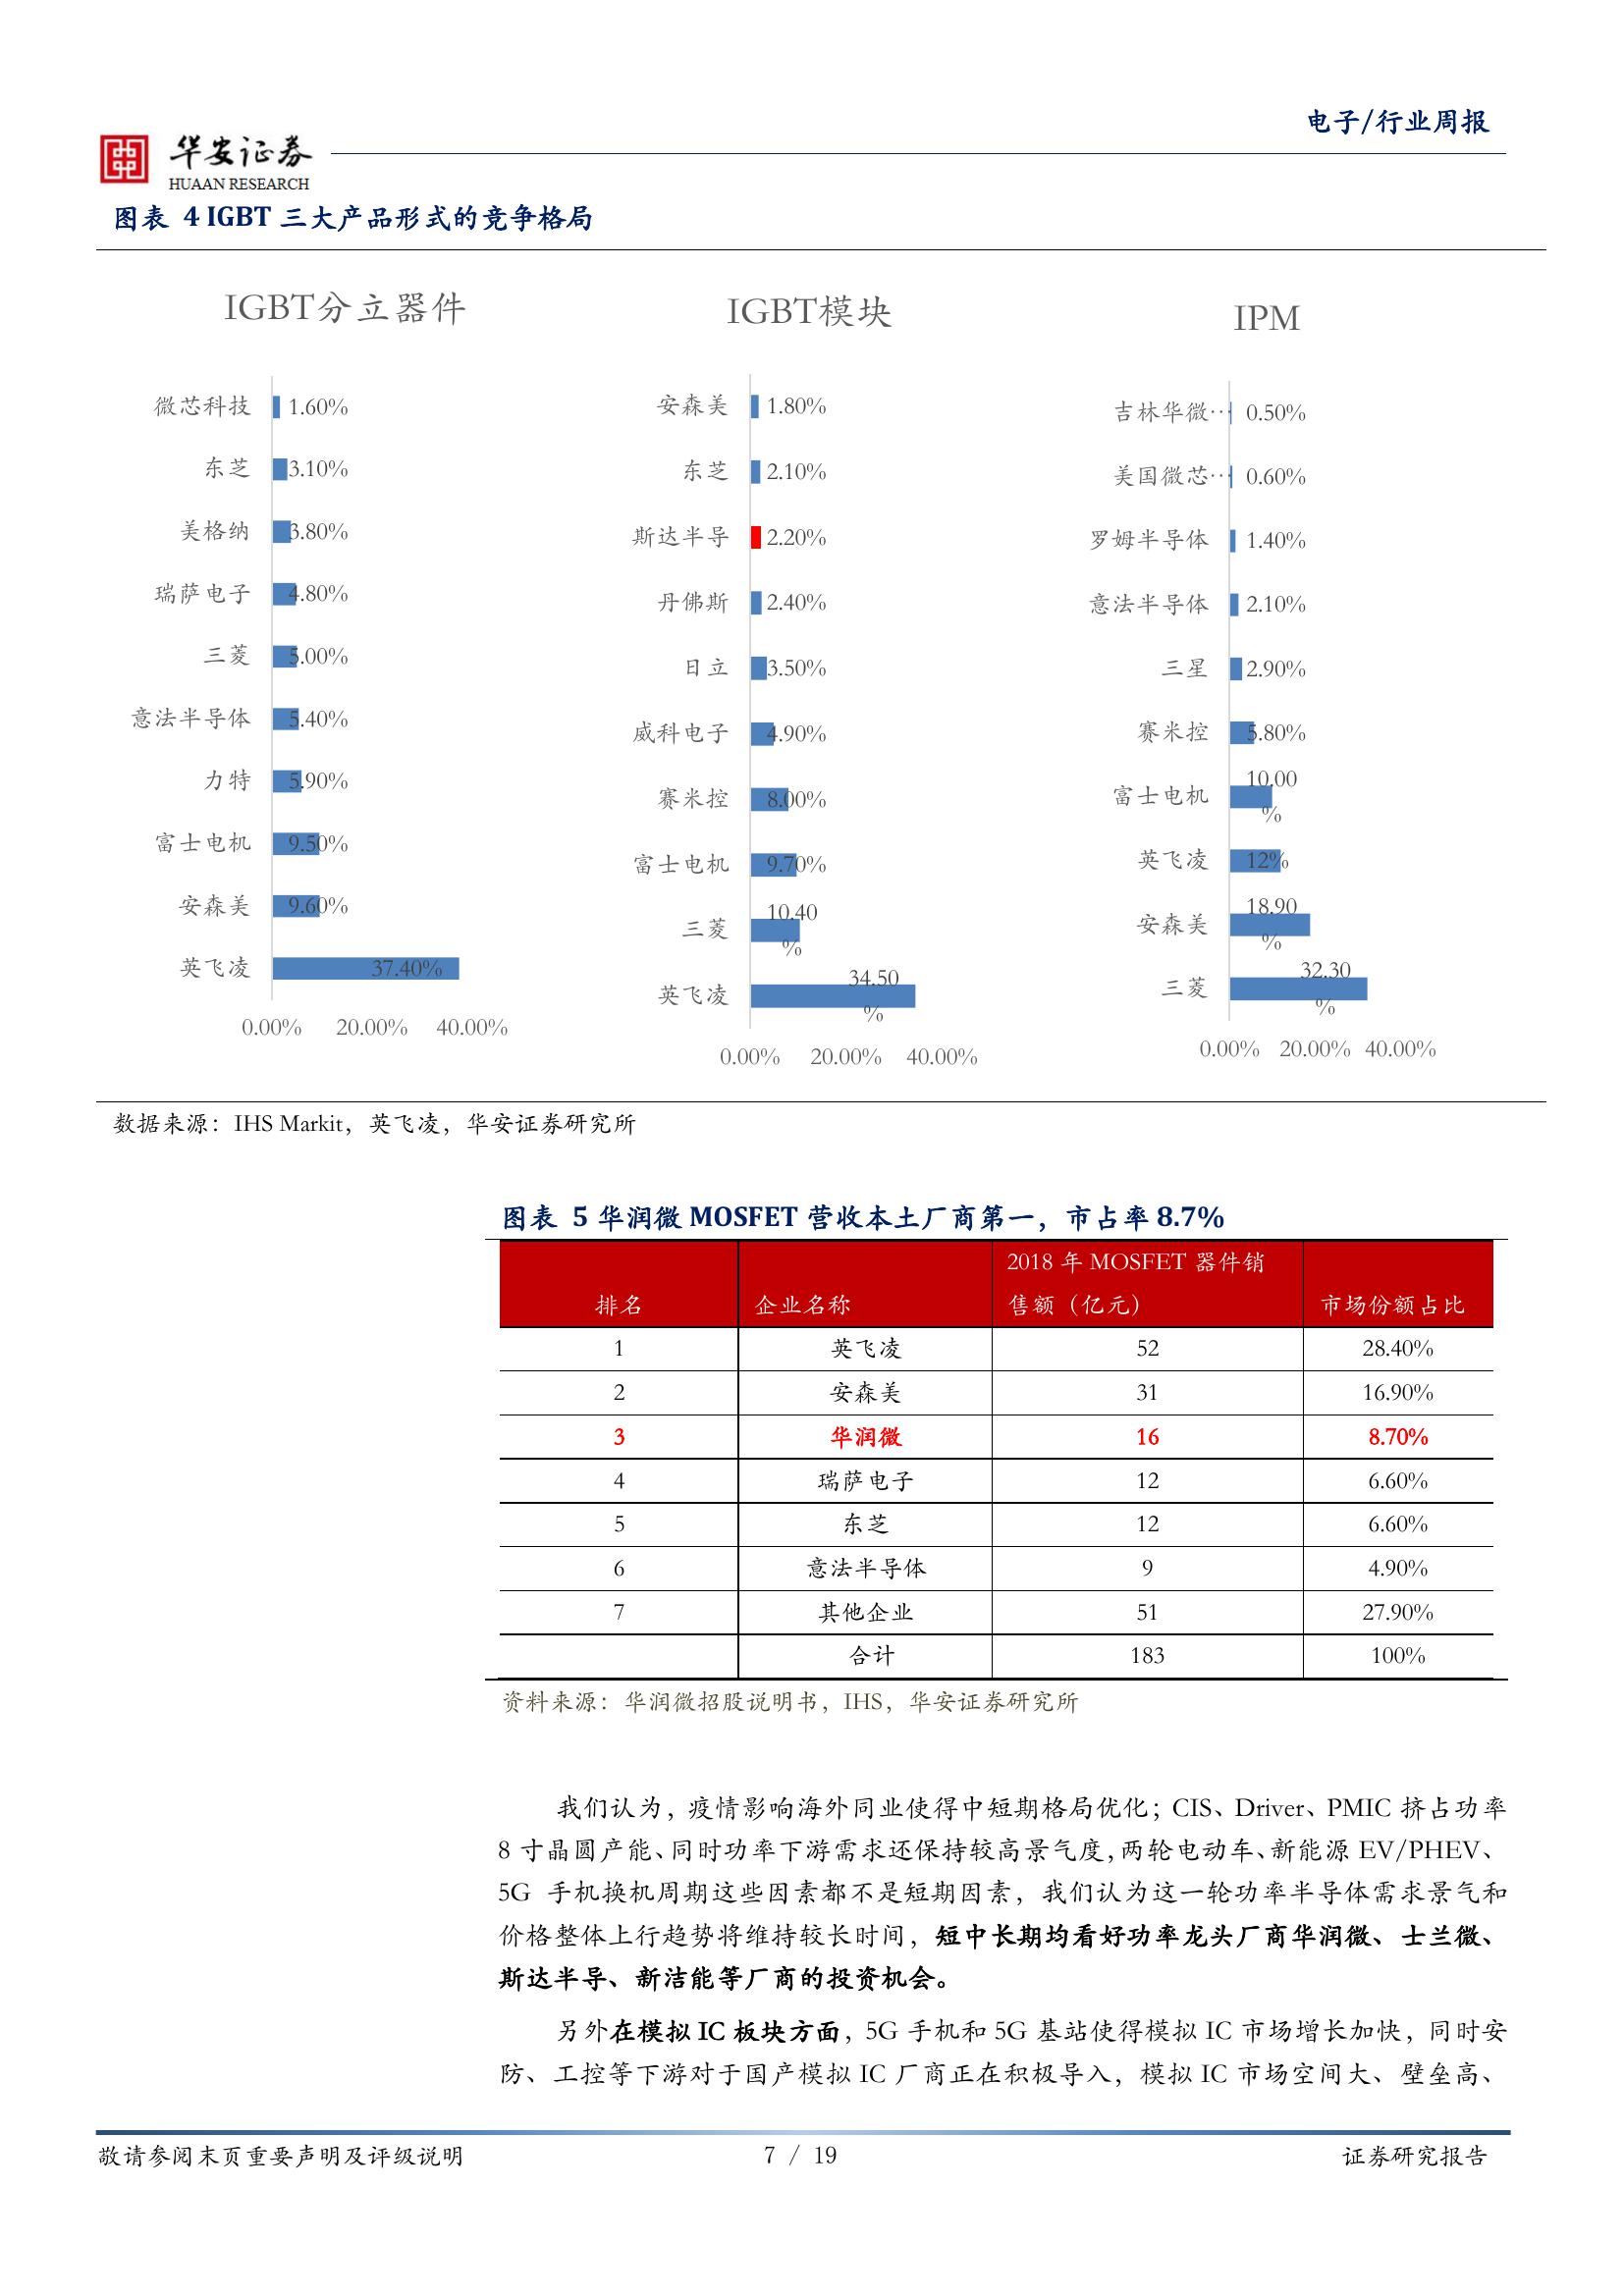 电子/行业周报
华安证券
HUAAN RESEARCH
图表 4 IGBT 三大产品形式的竞争格局
IGBT分立器件
微芯科技 1.60%
东芝 3.10%
美格纳 3.80%
瑞萨电子 4.80%
三菱 5.00%
意法半导体 5.40%
力特 5.90%
富士电机 9.50%
安森美 9.60%
英飞凌 37.40%
0.00% 20.00% 40.00%
IGBT模块
安森美 1.80%
东芝 2.10%
斯达半导 2.20%
丹佛斯 2.40%
日立 3.50%
威科电子 4.90%
赛米控 8.00%
富士电机 9.70%
三菱 10.40%
英飞凌 34.50%
0.00% 20.00% 40.00%
IPM
吉林华微… 0.50%
美国微芯… 0.60%
罗姆半导体 1.40%
意法半导体 2.10%
三星 2.90%
赛米控 5.80%
富士电机 10.00%
英飞凌 12%
安森美 18.90%
三菱 32.30%
0.00% 20.00% 40.00%
数据来源：IHS Markit，英飞凌，华安证券研究所
图表 5 华润微 MOSFET 营收本土厂商第一，市占率 8.7%
排名 企业名称 2018 年 MOSFET 器件销售额（亿元） 市场份额占比
1 英飞凌 52 28.40%
2 安森美 31 16.90%
3 华润微 16 8.70%
4 瑞萨电子 12 6.60%
5 东芝 12 6.60%
6 意法半导体 9 4.90%
7 其他企业 51 27.90%
合计 183 100%
资料来源：华润微招股说明书，IHS，华安证券研究所
我们认为，疫情影响海外同业使得中短期格局优化；CIS、Driver、PMIC 挤占功率
8 寸晶圆产能、同时功率下游需求还保持较高景气度，两轮电动车、新能源 EV/PHEV、
5G 手机换机周期这些因素都不是短期因素，我们认为这一轮功率半导体需求景气和
价格整体上行趋势将维持较长时间，短中长期均看好功率龙头厂商华润微、士兰微、
斯达半导、新洁能等厂商的投资机会。
另外在模拟 IC 板块方面，5G 手机和 5G 基站使得模拟 IC 市场增长加快，同时安
防、工控等下游对于国产模拟 IC 厂商正在积极导入，模拟 IC 市场空间大、壁垒高、
敬请参阅末页重要声明及评级说明 7 / 19 证券研究报告